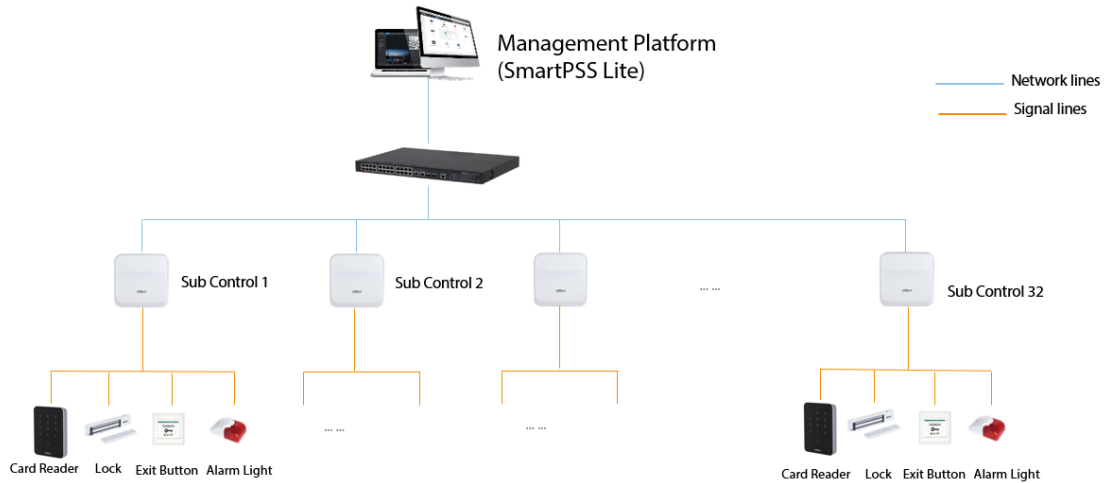 Management Platform
(SmartPSS Lite)
Network lines
Signal lines
Sub Control 1
Sub Control 2
... ...
Sub Control 32
... ...
... ...
Card Reader
Lock
Exit Button
Alarm Light
Card Reader
Lock
Exit Button
Alarm Light